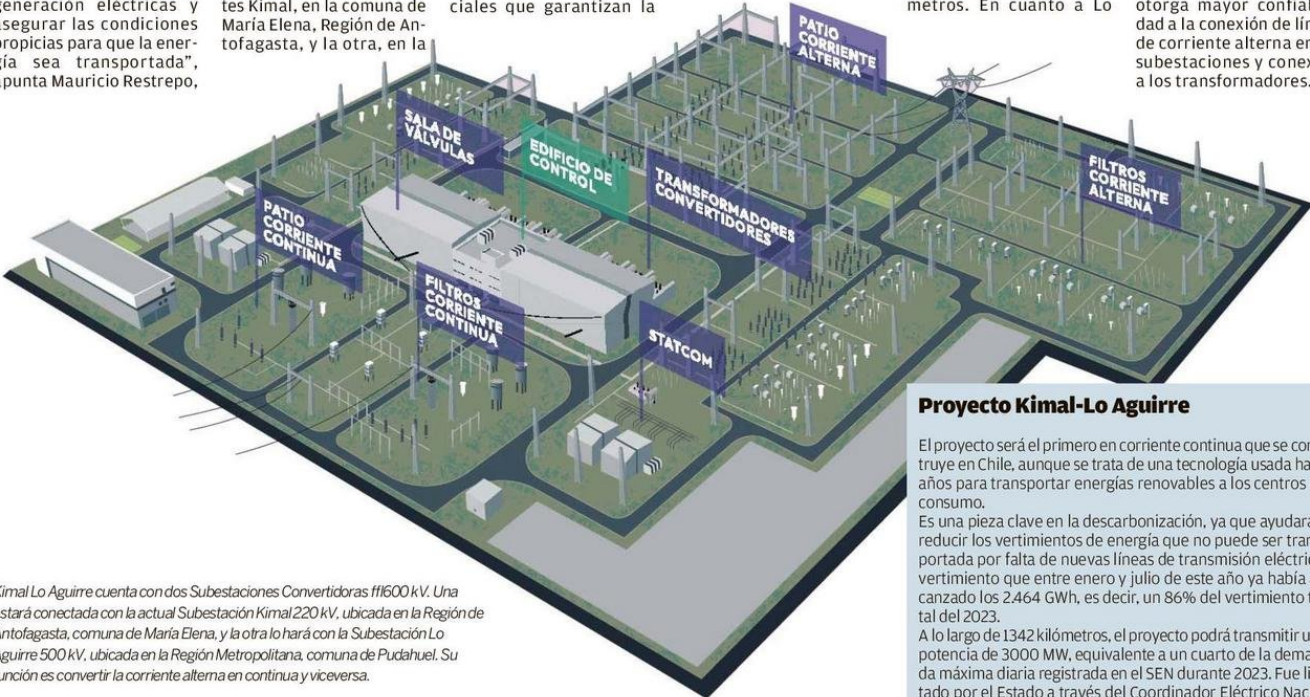 generación eléctricas y
asegurar las condiciones
propicias para que la ener-
gía sea transportada”,
apunta Mauricio Restrepo,
tes Kimal, en la comuna de
María Elena, Región de An-
tofagasta, y la otra, en la
ciales que garantizan la
metros. En cuanto a Lo
otorga mayor confiabi
dad a la conexión de lín
de corriente alterna en
subestaciones y conex
a los transformadores.
PATIO
CORRIENTE
ALTERNA
SALA DE
VÁLVULAS
EDIFICIO DE
CONTROL
TRANSFORMADORES
CONVERTIDORES
FILTROS
CORRIENTE
ALTERNA
PATIO
CORRIENTE
CONTINUA
FILTROS
CORRIENTE
CONTINUA
STATCOM
Kimal Lo Aguirre cuenta con dos Subestaciones Convertidoras ffl600 kV. Una
estará conectada con la actual Subestación Kimal 220 kV, ubicada en la Región de
Antofagasta, comuna de María Elena, y la otra lo hará con la Subestación Lo
Aguirre 500 kV, ubicada en la Región Metropolitana, comuna de Pudahuel. Su
función es convertir la corriente alterna en continua y viceversa.
Proyecto Kimal-Lo Aguirre
El proyecto será el primero en corriente continua que se con
truye en Chile, aunque se trata de una tecnología usada ha
años para transportar energías renovables a los centros
consumo.
Es una pieza clave en la descarbonización, ya que ayudará
reducir los vertimientos de energía que no puede ser tran
portada por falta de nuevas líneas de transmisión eléctric
vertimiento que entre enero y julio de este año ya había
canzado los 2.464 GWh, es decir, un 86% del vertimiento t
tal del 2023.
A lo largo de 1342 kilómetros, el proyecto podrá transmitir u
potencia de 3000 MW, equivalente a un cuarto de la dema
da máxima diaria registrada en el SEN durante 2023. Fue li
tado por el Estado a través del Coordinador Eléctrico Nac